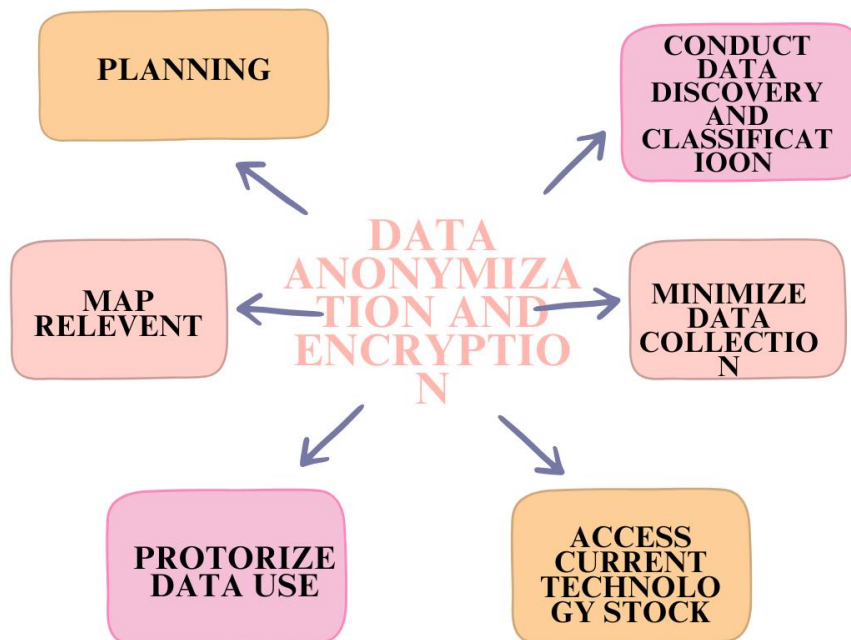 PLANNING
CONDUCT
DATA
DISCOVERY
AND
CLASSIFICAT
IOON
DATA
ANONYMIZA
TION AND
ENCRYPTIO
N
MAP
RELEVENT
MINIMIZE
DATA
COLLECTIO
N
PROTORIZE
DATA USE
ACCESS
CURRENT
TECHNOLO
GY STOCK